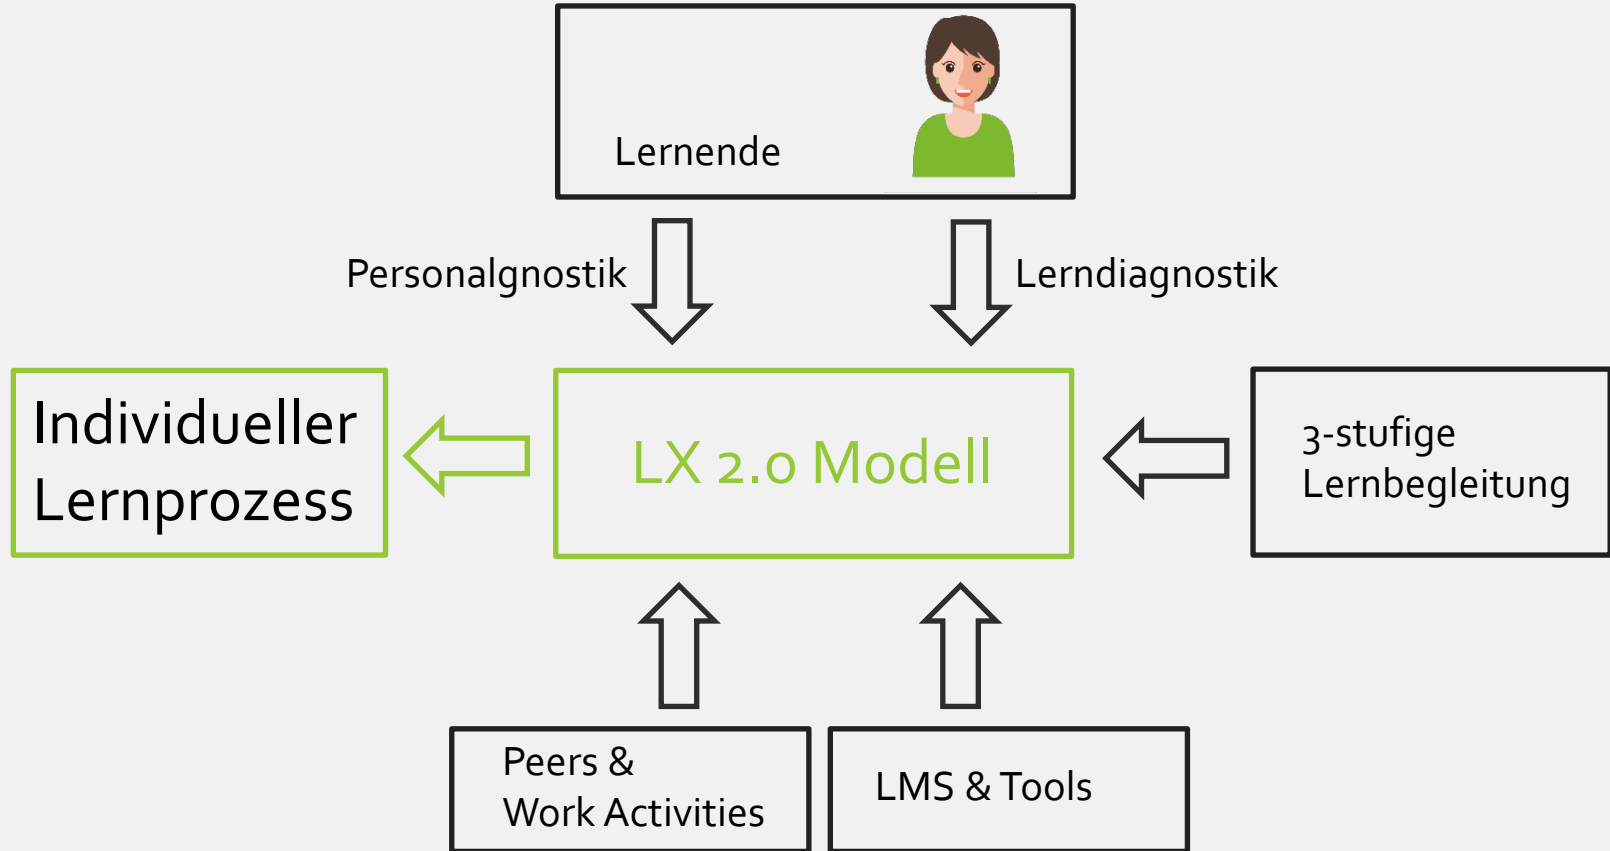 Lernende
Personalgnostik
Lerndiagnostik
Individueller
Lernprozess
LX 2.0 Modell
3-stufige
Lernbegleitung
Peers &
Work Activities
LMS & Tools